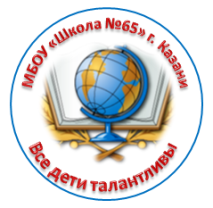 МБОУ «Школа №65» г. Казани
Все дети талантливы